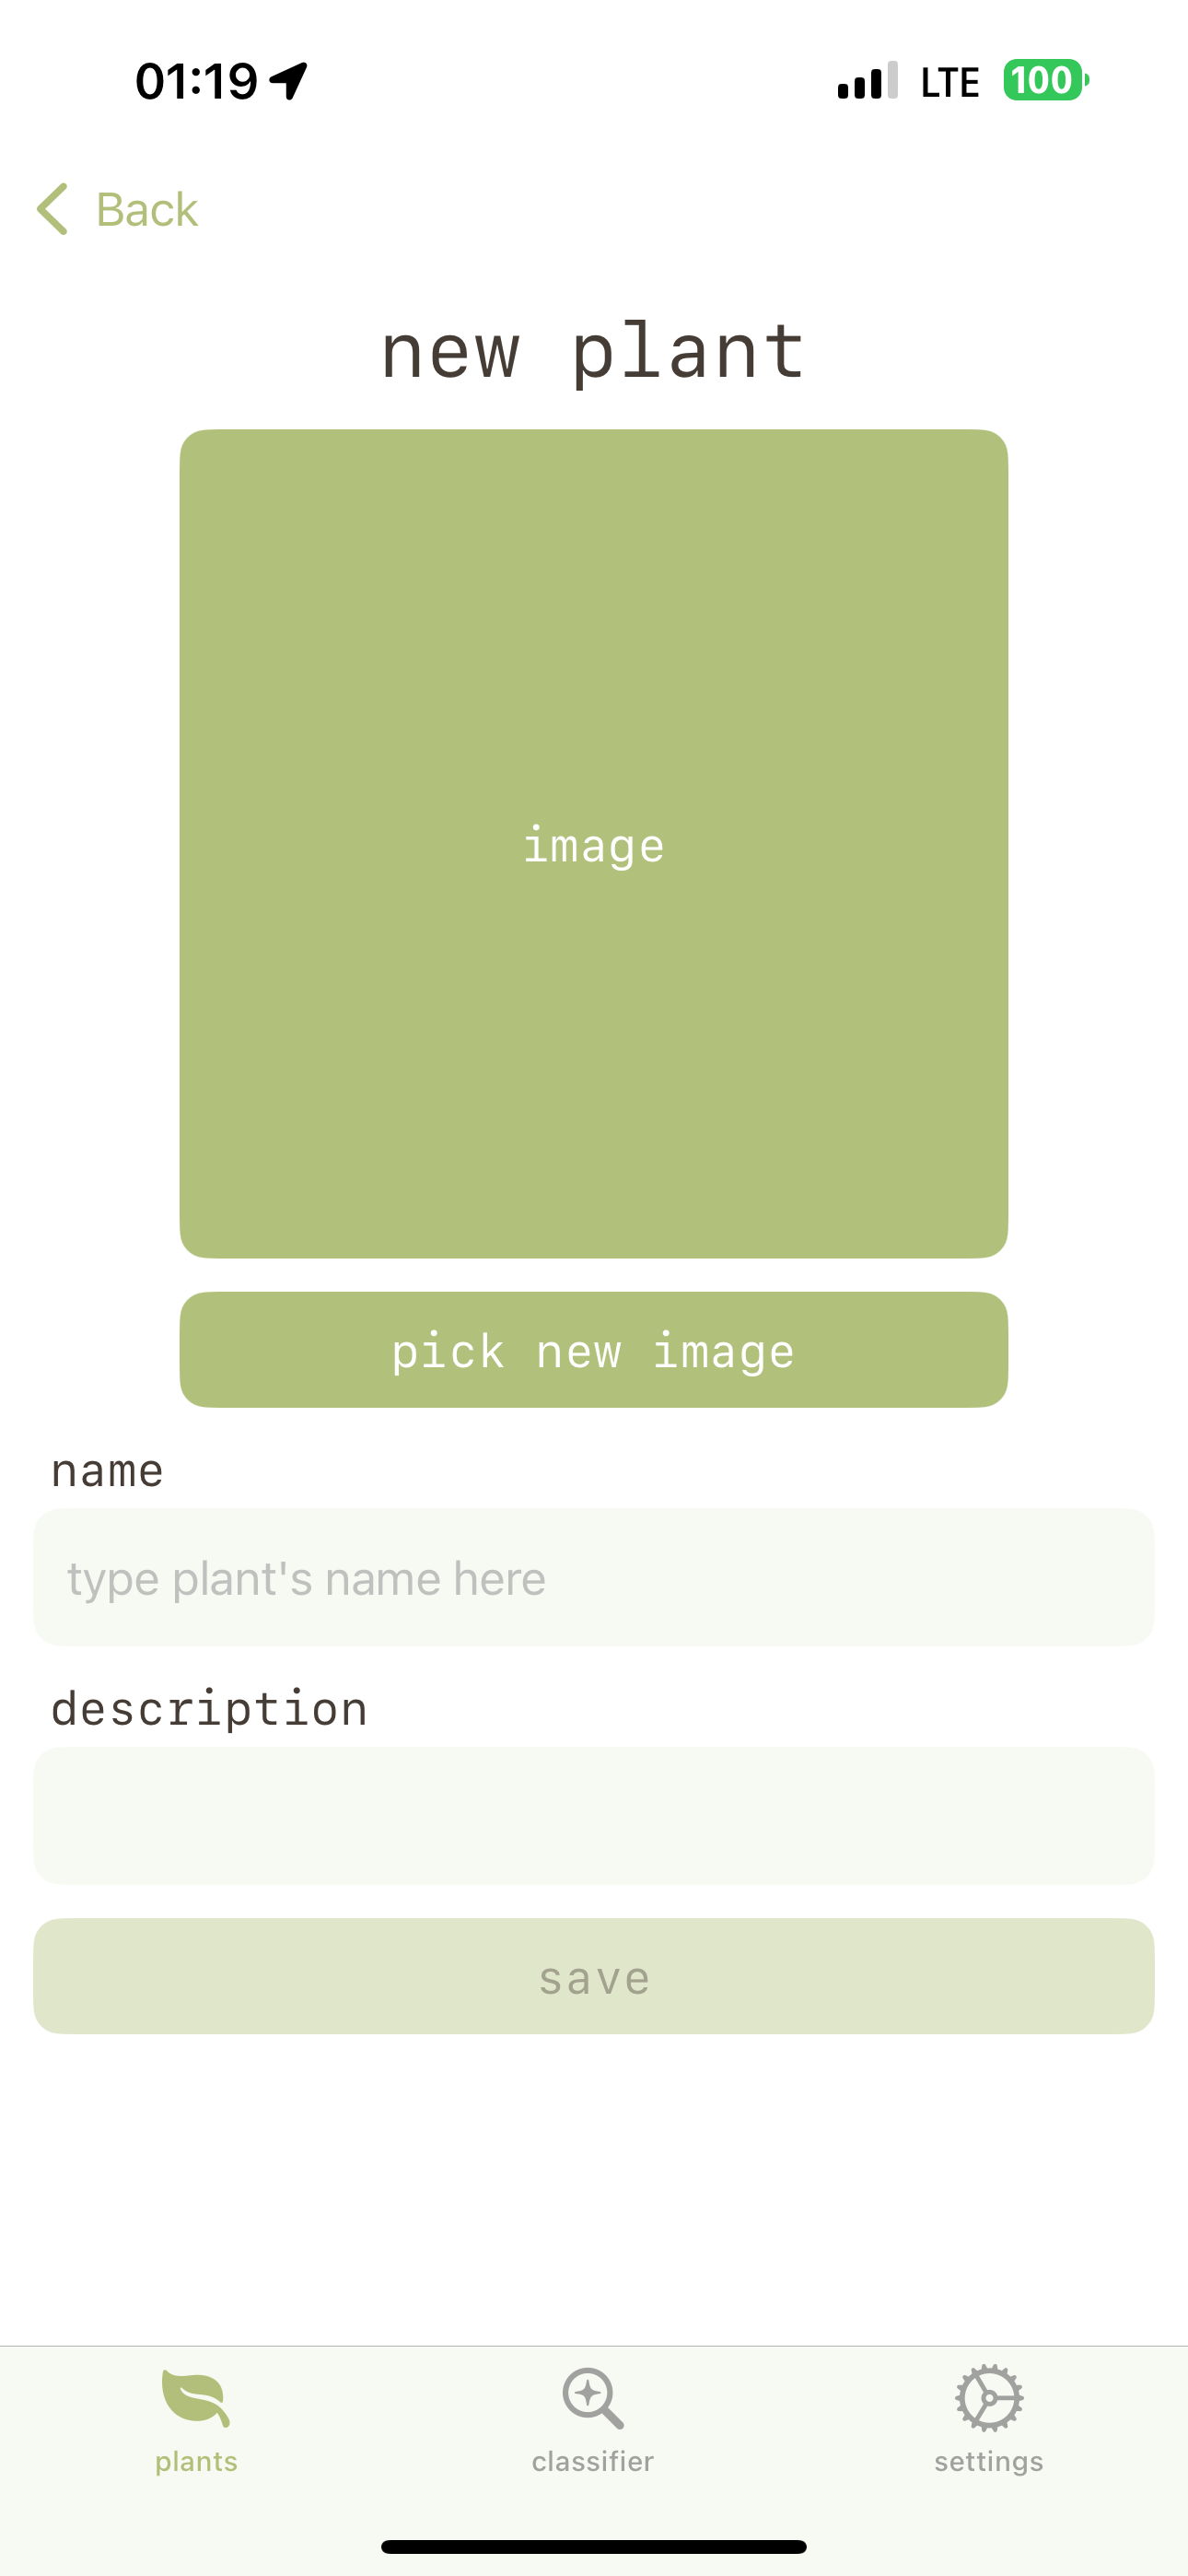 01:19 LTE 100
Back
new plant
image
pick new image
name
type plant's name here
description
save
plants classifier settings